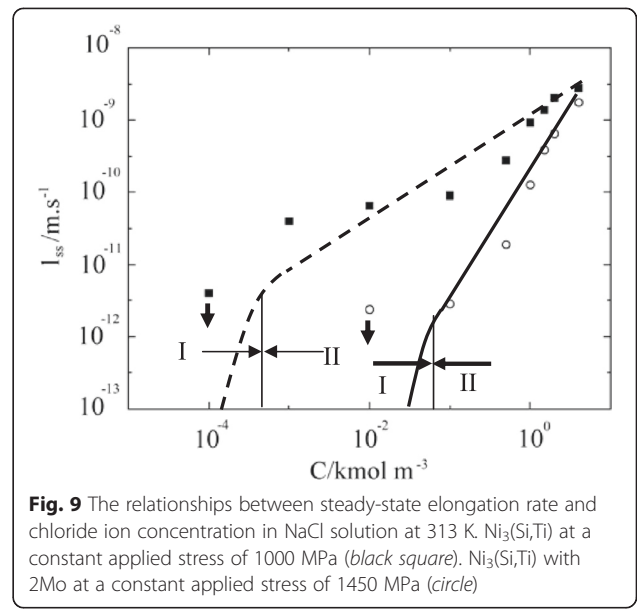 10⁻⁸
10⁻⁹
10⁻¹⁰
10⁻¹¹
10⁻¹²
10⁻¹³
l_ss/m.s⁻¹
I
II
I
II
10⁻⁴
10⁻²
10⁰
C/kmol m⁻³
Fig. 9 The relationships between steady-state elongation rate and
chloride ion concentration in NaCl solution at 313 K. Ni₃(Si,Ti) at a
constant applied stress of 1000 MPa (black square). Ni₃(Si,Ti) with
2Mo at a constant applied stress of 1450 MPa (circle)